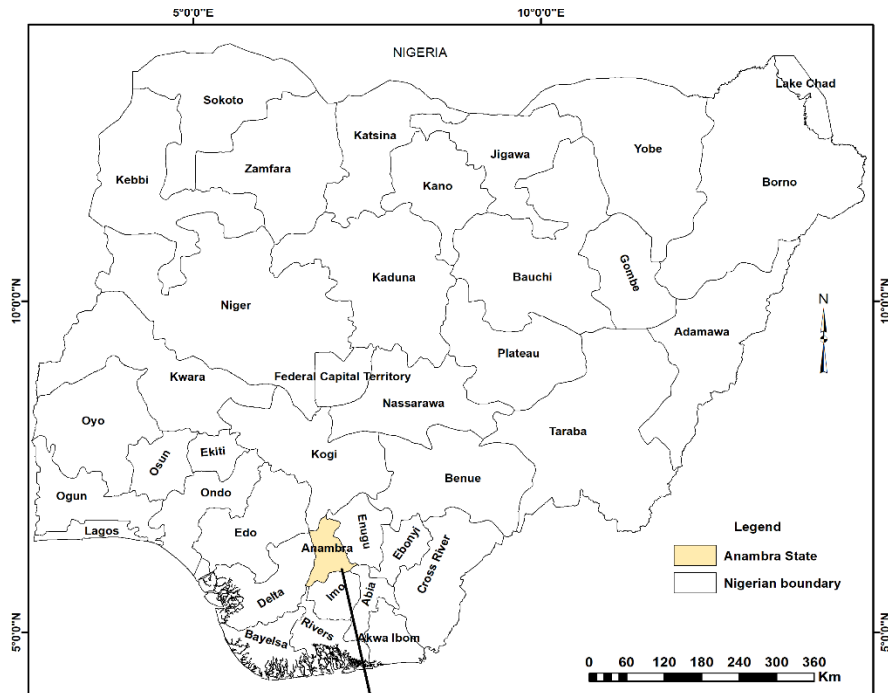 5°0'0"E 10°0'0"E
NIGERIA
Lake Chad
Sokoto
Katsina
Jigawa
Yobe
Zamfara
Kebbi
Kano
Borno
Kaduna
Bauchi
Gombe
10°0'0"N 10°0'0"N
Niger
N
Adamawa
Plateau
Kwara
Federal Capital Territory
Nassarawa
Oyo
Taraba
Kogi
Osun
Ekiti
Benue
Ogun
Ondo
Lagos
Edo
Enugu
Ebonyi
Anambra
Cross River
Delta
Imo
Abia
Bayelsa
Rivers
Akwa Ibom
5°0'0"N 5°0'0"N
Legend
Anambra State
Nigerian boundary
0 30 60 120 180 240 300 360
Km